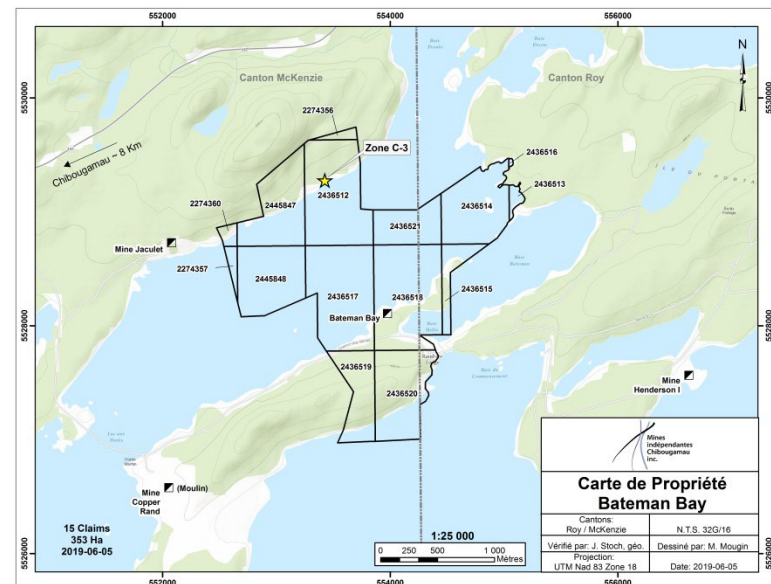 552000
554000
556000
5530000
5530000
N
Canton McKenzie
Canton Roy
2274356
Chibougamau ~ 8 Km
Zone C-3
2436516
2436513
2436512
2445847
2274360
2436514
2436521
Mine Jaculet
2274357
2445848
2436517
2436518
2436515
Bateman Bay
5528000
5528000
2436519
2436520
Mine
Henderson I
(Moulin)
Mine
Copper
Rand
15 Claims
353 Ha
2019-06-05
1:25 000
0 250 500 1 000
Mètres
Mines
indépendantes
Chibougamau
inc.
Carte de Propriété
Bateman Bay
Cantons:
Roy / McKenzie
N.T.S. 32G/16
Vérifié par: J. Stoch, géo.
Dessiné par: M. Mougin
Projection:
UTM Nad 83 Zone 18
Date: 2019-06-05
5526000
5526000
552000
554000
556000